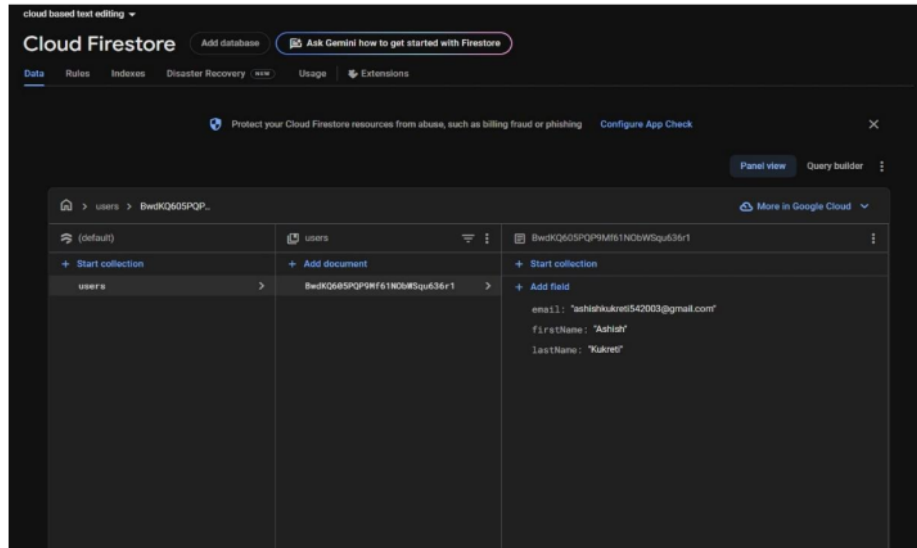 cloud based text editing
Cloud Firestore Add database Ask Gemini how to get started with Firestore
Data Rules Indexes Disaster Recovery NEW Usage Extensions
Protect your Cloud Firestore resources from abuse, such as billing fraud or phishing Configure App Check
Panel view Query builder
users > BwdKQ605PQP...
More in Google Cloud
(default) users BwdKQ605PQP9Mf61NObWSqu636r1
+ Start collection + Add document + Start collection
users BwdKQ605PQP9Mf61NObWSqu636r1 + Add field
email: "ashishkukreti542003@gmail.com"
firstName: "Ashish"
lastName: "Kukreti"